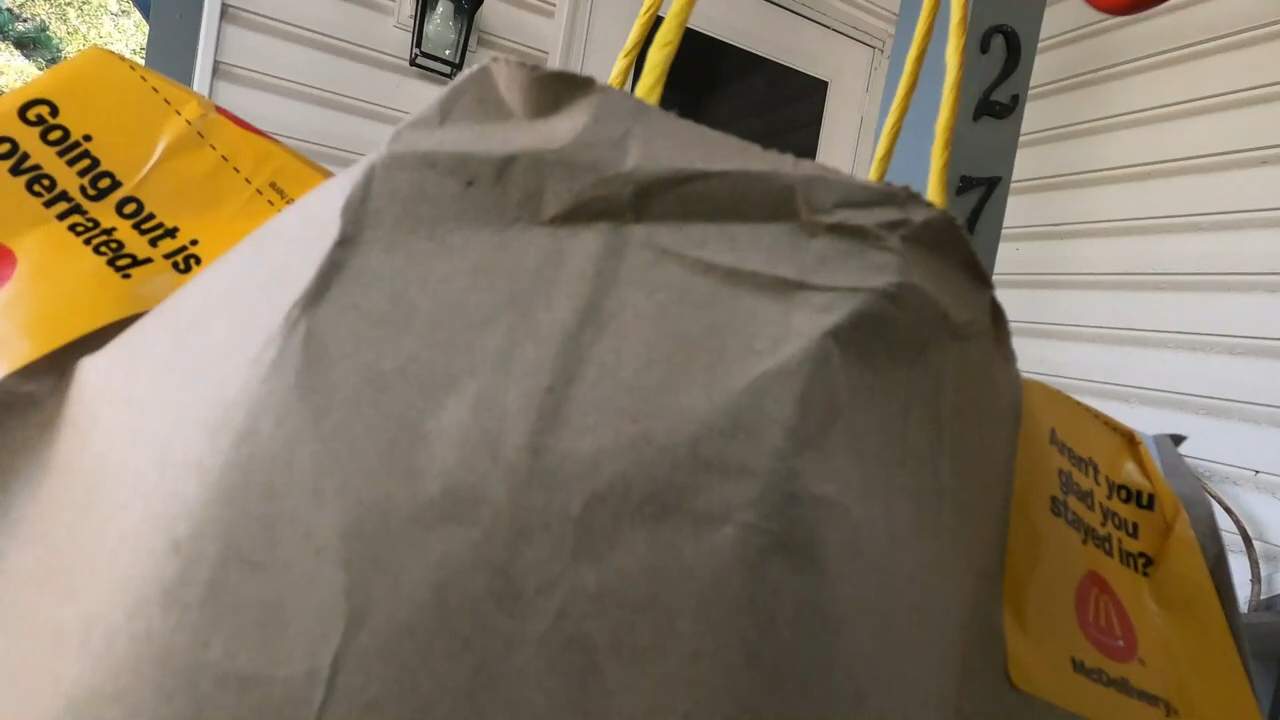 Going out is
overrated.
2
7
Aren't you
glad you
stayed in?
McDelivery